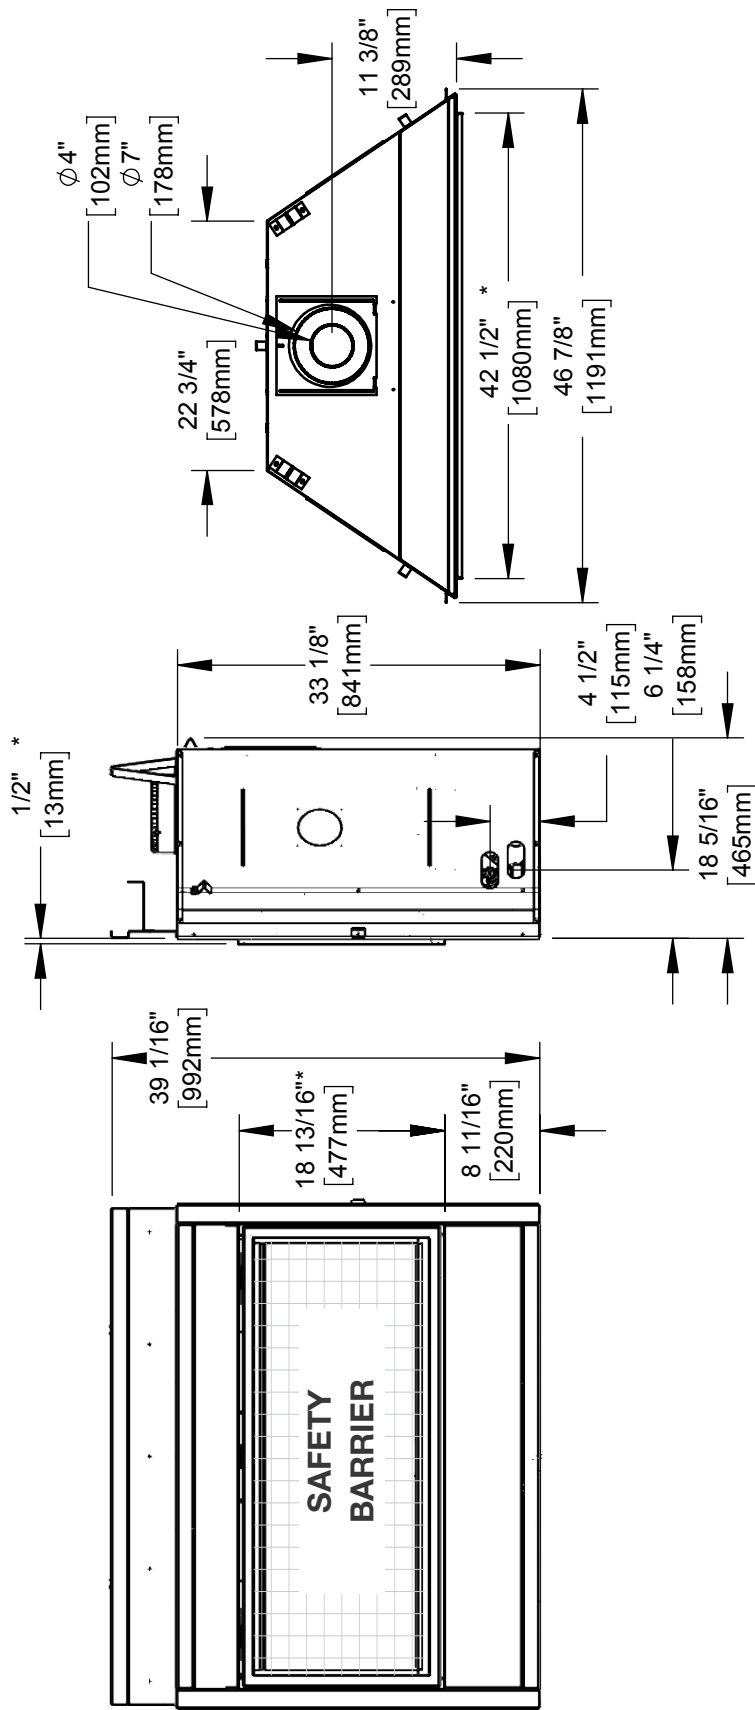 ⌀4"
[102mm]
⌀7"
[178mm]
22 3/4"
[578mm]
11 3/8"
[289mm]
42 1/2" *
[1080mm]
46 7/8"
[1191mm]
1/2" *
[13mm]
33 1/8"
[841mm]
4 1/2"
[115mm]
6 1/4"
[158mm]
18 5/16"
[465mm]
39 1/16"
[992mm]
18 13/16"*
[477mm]
8 11/16"
[220mm]
SAFETY
BARRIER